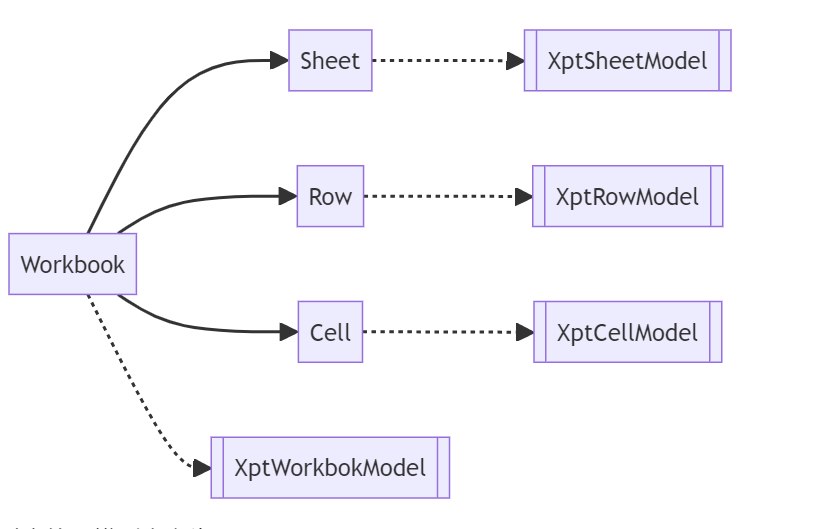 Sheet
XptSheetModel
Row
XptRowModel
Workbook
Cell
XptCellModel
XptWorkbokModel